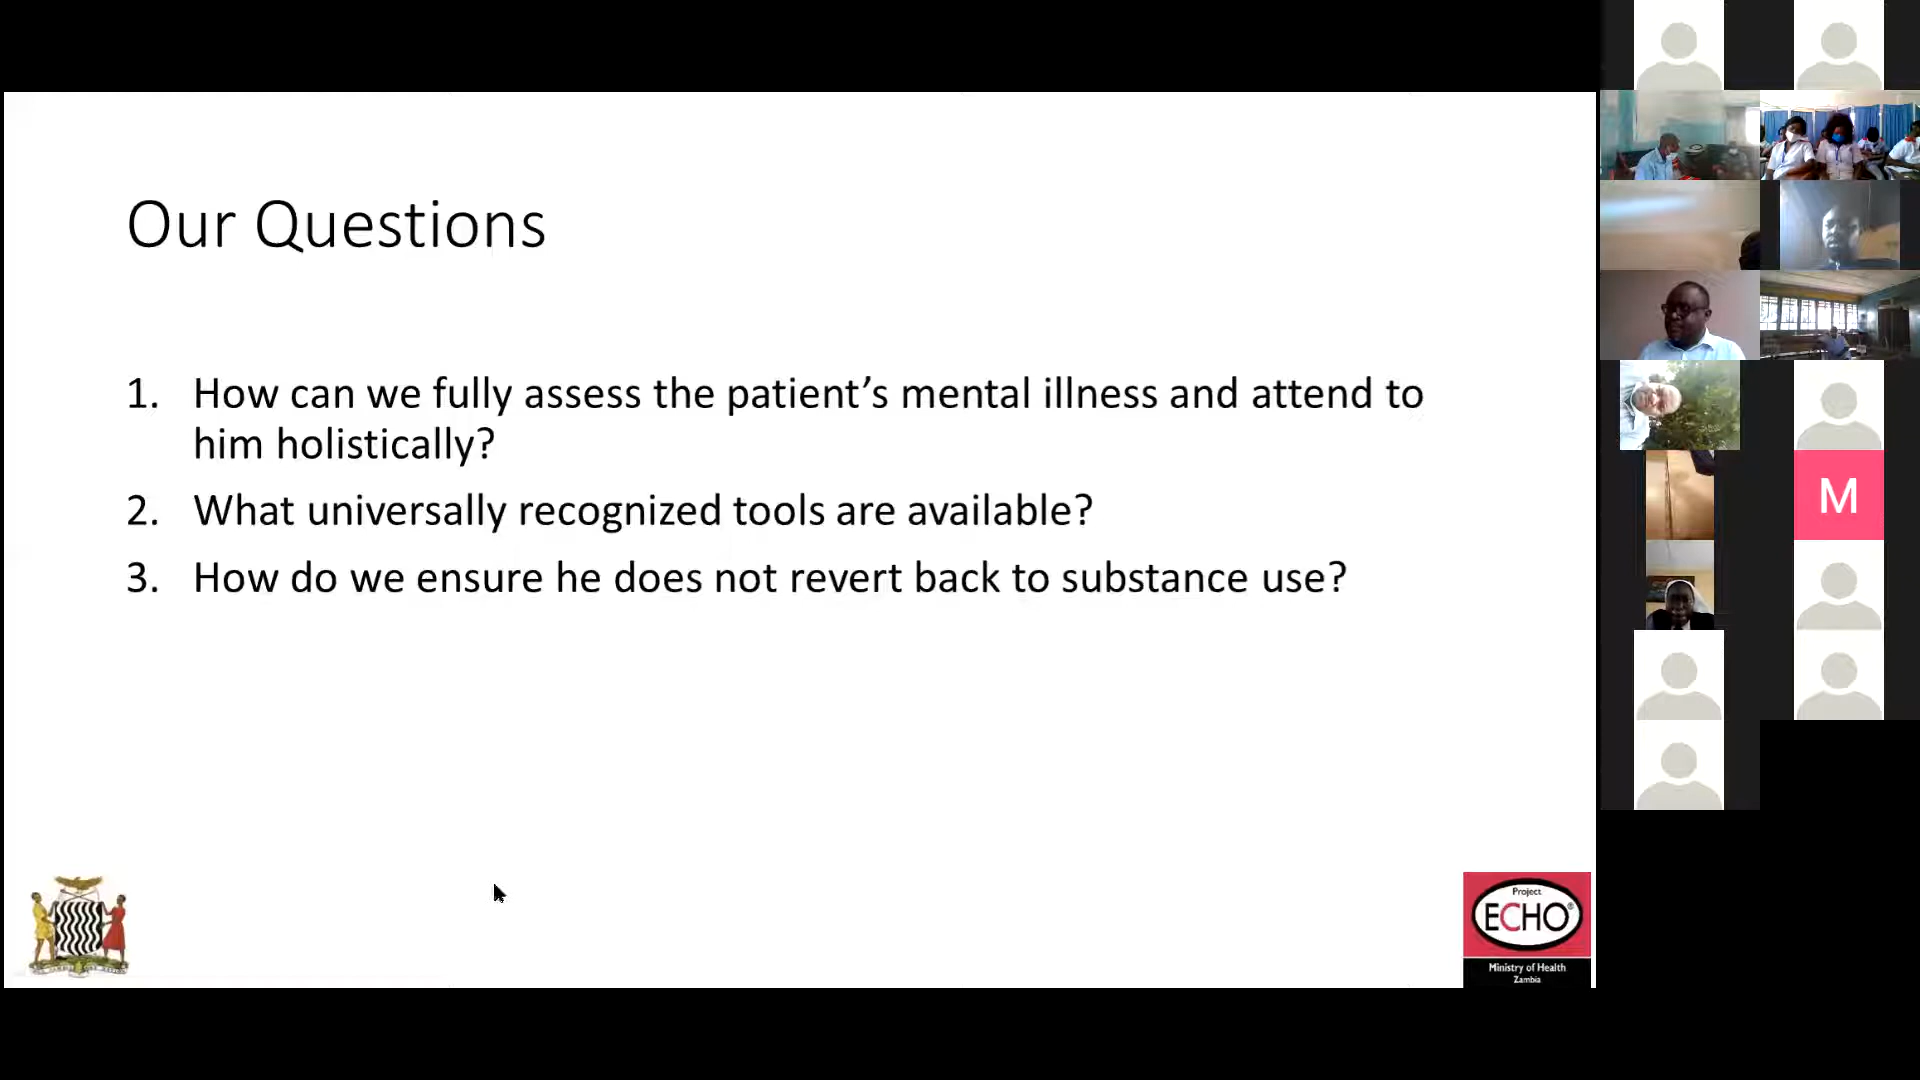 Our Questions
1. How can we fully assess the patient’s mental illness and attend to
him holistically?
2. What universally recognized tools are available?
3. How do we ensure he does not revert back to substance use?
Project
ECHO®
Ministry of Health
Zambia
M